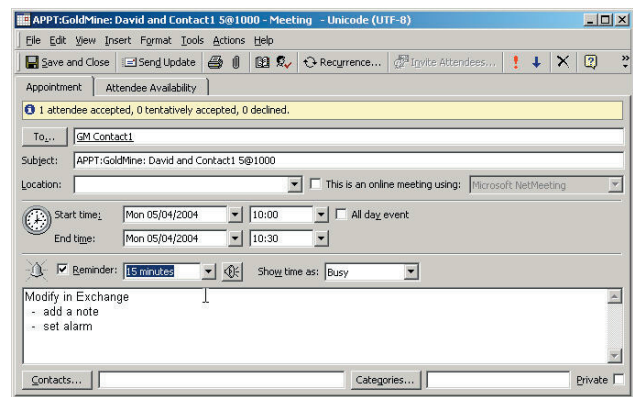 APPT:GoldMine: David and Contact1 5@1000 - Meeting - Unicode (UTF-8)
File Edit View Insert Format Tools Actions Help
Save and Close Send Update Recurrence... Invite Attendees... ! ?
Appointment Attendee Availability
1 attendee accepted, 0 tentatively accepted, 0 declined.
To... GM Contact1
Subject: APPT:GoldMine: David and Contact1 5@1000
Location: This is an online meeting using: Microsoft NetMeeting
Start time: Mon 05/04/2004 10:00 All day event
End time: Mon 05/04/2004 10:30
Reminder: 15 minutes Show time as: Busy
Modify in Exchange
- add a note
- set alarm
Contacts... Categories... Private